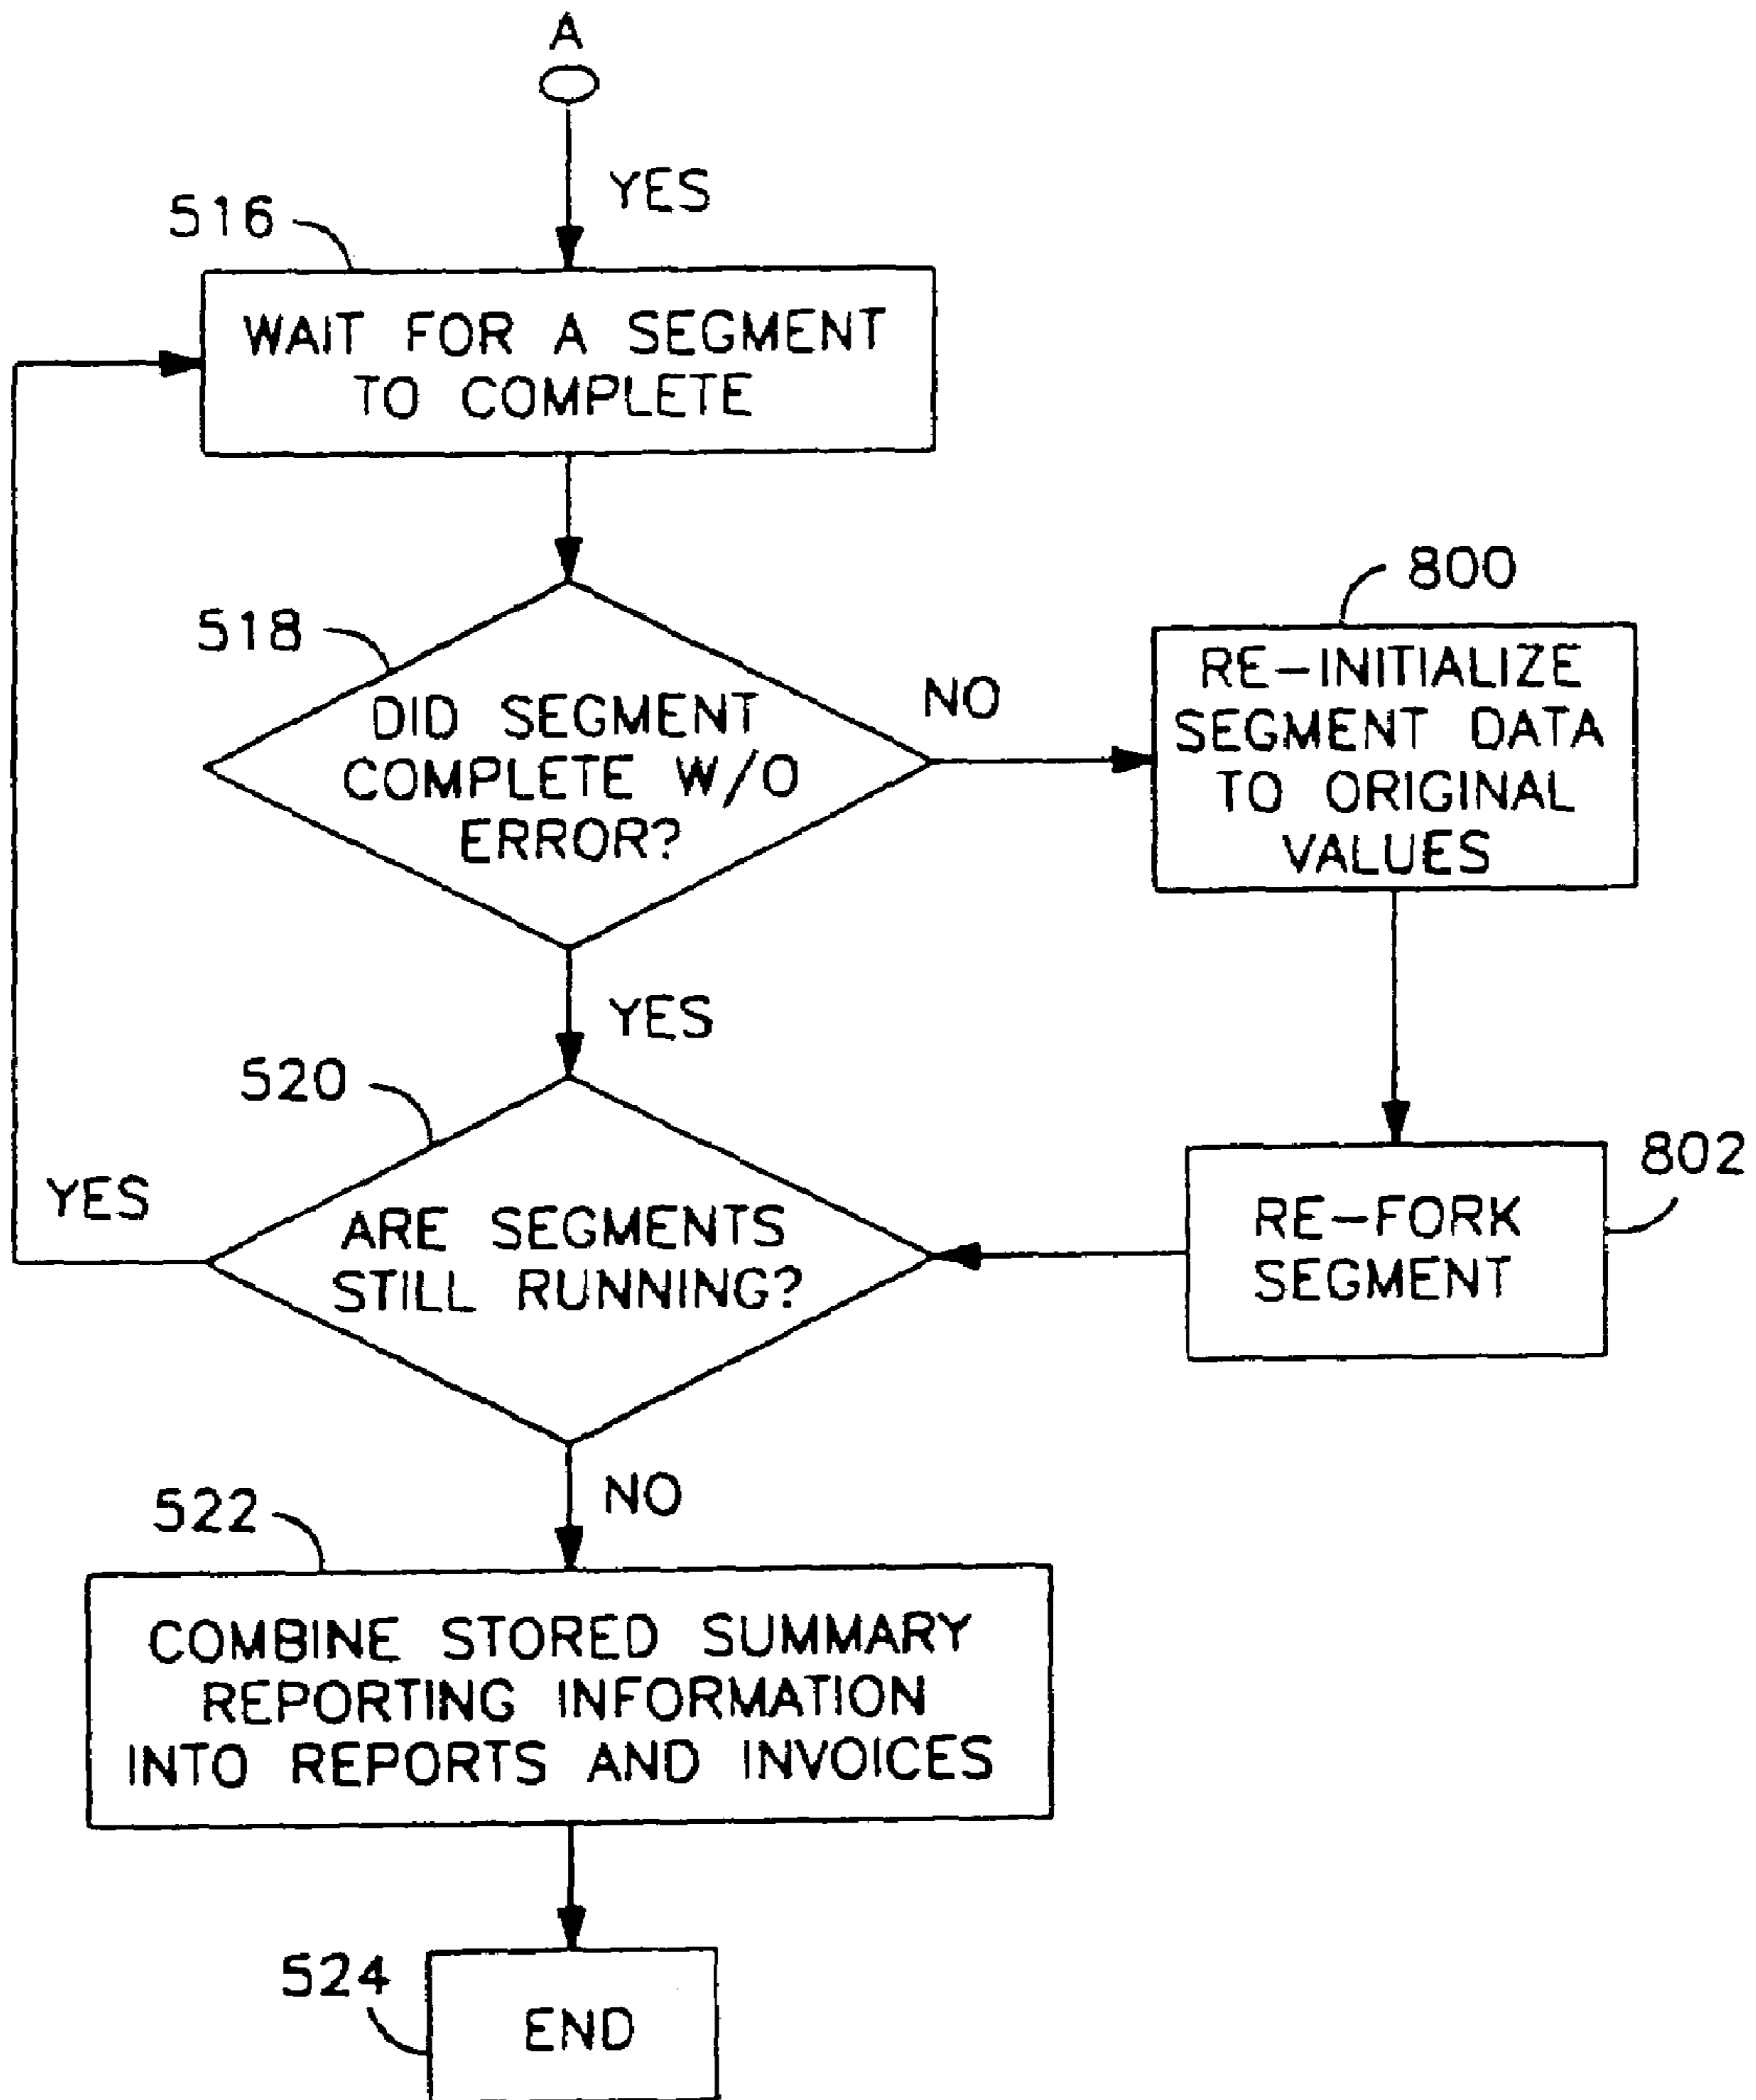 A
YES
516
WAIT FOR A SEGMENT
TO COMPLETE
518
DID SEGMENT
COMPLETE W/O
ERROR?
NO
800
RE-INITIALIZE
SEGMENT DATA
TO ORIGINAL
VALUES
YES
520
ARE SEGMENTS
STILL RUNNING?
YES
802
RE-FORK
SEGMENT
NO
522
COMBINE STORED SUMMARY
REPORTING INFORMATION
INTO REPORTS AND INVOICES
524
END